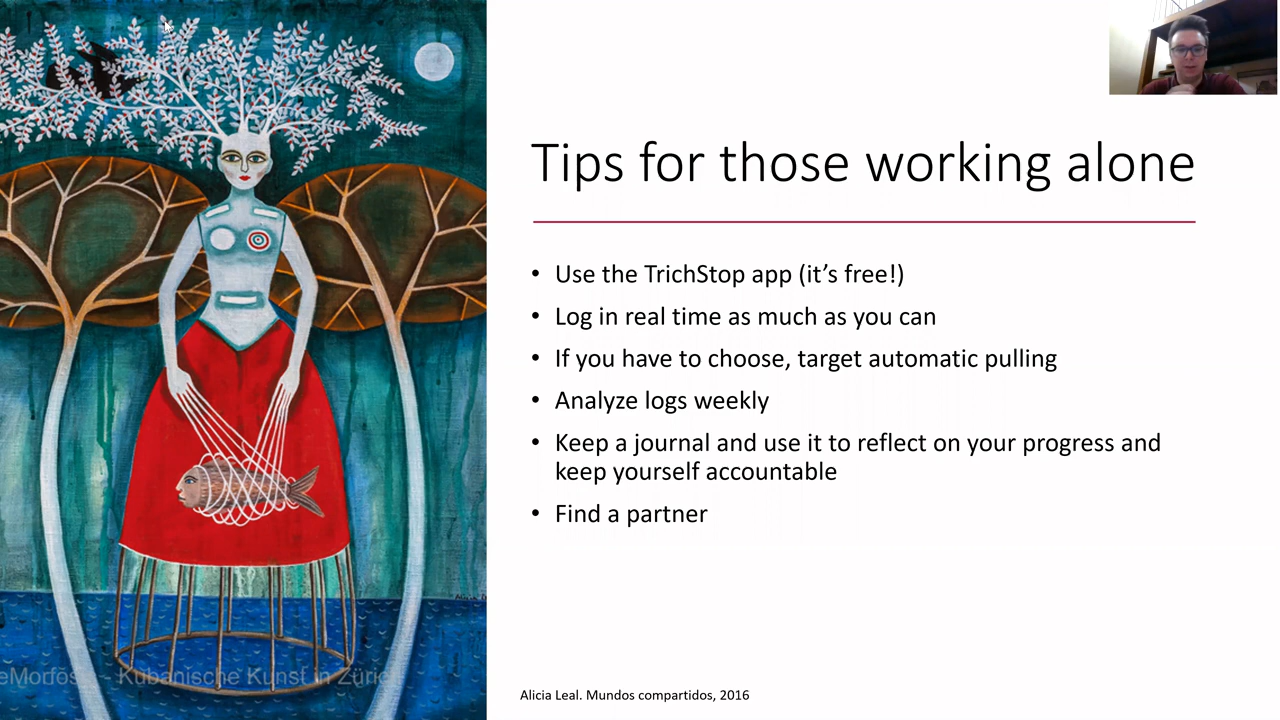 Tips for those working alone
• Use the TrichStop app (it’s free!)
• Log in real time as much as you can
• If you have to choose, target automatic pulling
• Analyze logs weekly
• Keep a journal and use it to reflect on your progress and
keep yourself accountable
• Find a partner
Kubanische Kunst in
Alicia Leal. Mundos compartidos, 2016